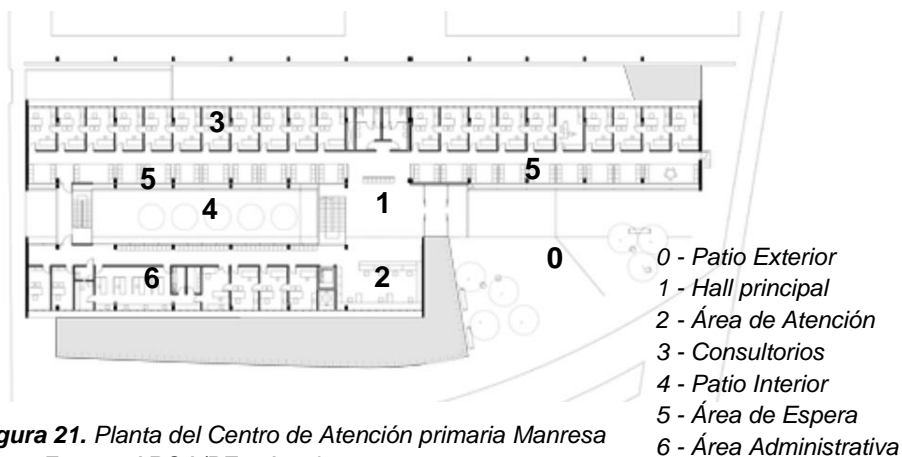 3
5
5
4
1
0
6
2
0 - Patio Exterior
1 - Hall principal
2 - Área de Atención
3 - Consultorios
4 - Patio Interior
5 - Área de Espera
6 - Área Administrativa
gura 21. Planta del Centro de Atención primaria Manresa